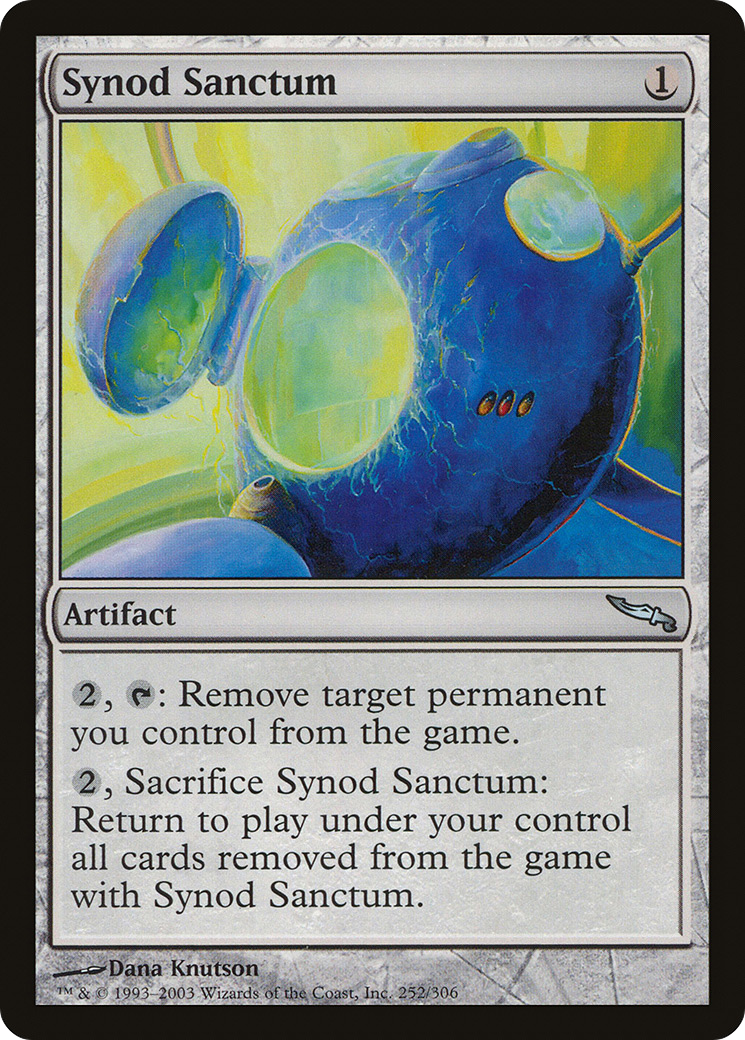 Synod Sanctum 1
Artifact
2, : Remove target permanent
you control from the game.
2, Sacrifice Synod Sanctum:
Return to play under your control
all cards removed from the game
with Synod Sanctum.
Dana Knutson
™ & © 1993–2003 Wizards of the Coast, Inc. 252/306